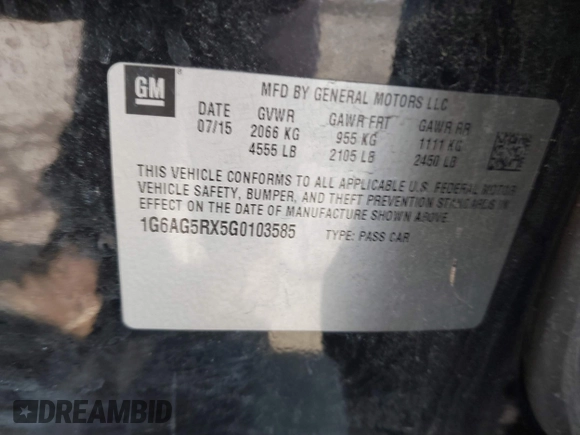 GM
MFD BY GENERAL MOTORS LLC
DATE GVWR GAWR FRT GAWR RR
07/15 2066 KG 955 KG 1111 KG
4555 LB 2105 LB 2450 LB
THIS VEHICLE CONFORMS TO ALL APPLICABLE U.S. FEDERAL MOTOR
VEHICLE SAFETY, BUMPER, AND THEFT PREVENTION STANDARDS IN
EFFECT ON THE DATE OF MANUFACTURE SHOWN ABOVE.
1G6AG5RX5G0103585 TYPE: PASS CAR
DREAMBID